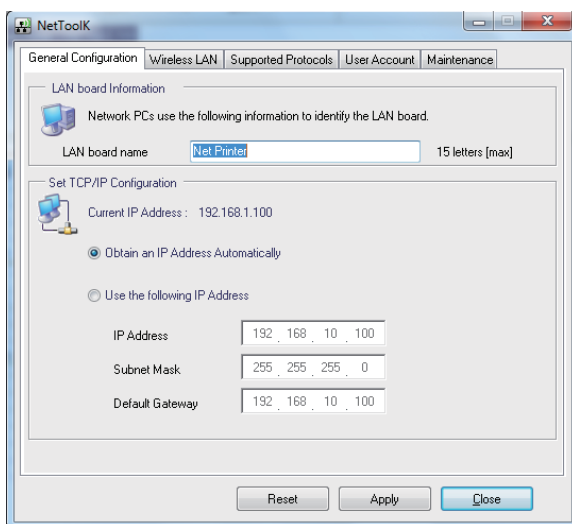 NetToolK
General Configuration Wireless LAN Supported Protocols User Account Maintenance
LAN board Information
Network PCs use the following information to identify the LAN board.
LAN board name Net Printer 15 letters [max]
Set TCP/IP Configuration
Current IP Address : 192.168.1.100
Obtain an IP Address Automatically
Use the following IP Address
IP Address 192 . 168 . 10 . 100
Subnet Mask 255 . 255 . 255 . 0
Default Gateway 192 . 168 . 10 . 100
Reset Apply Close